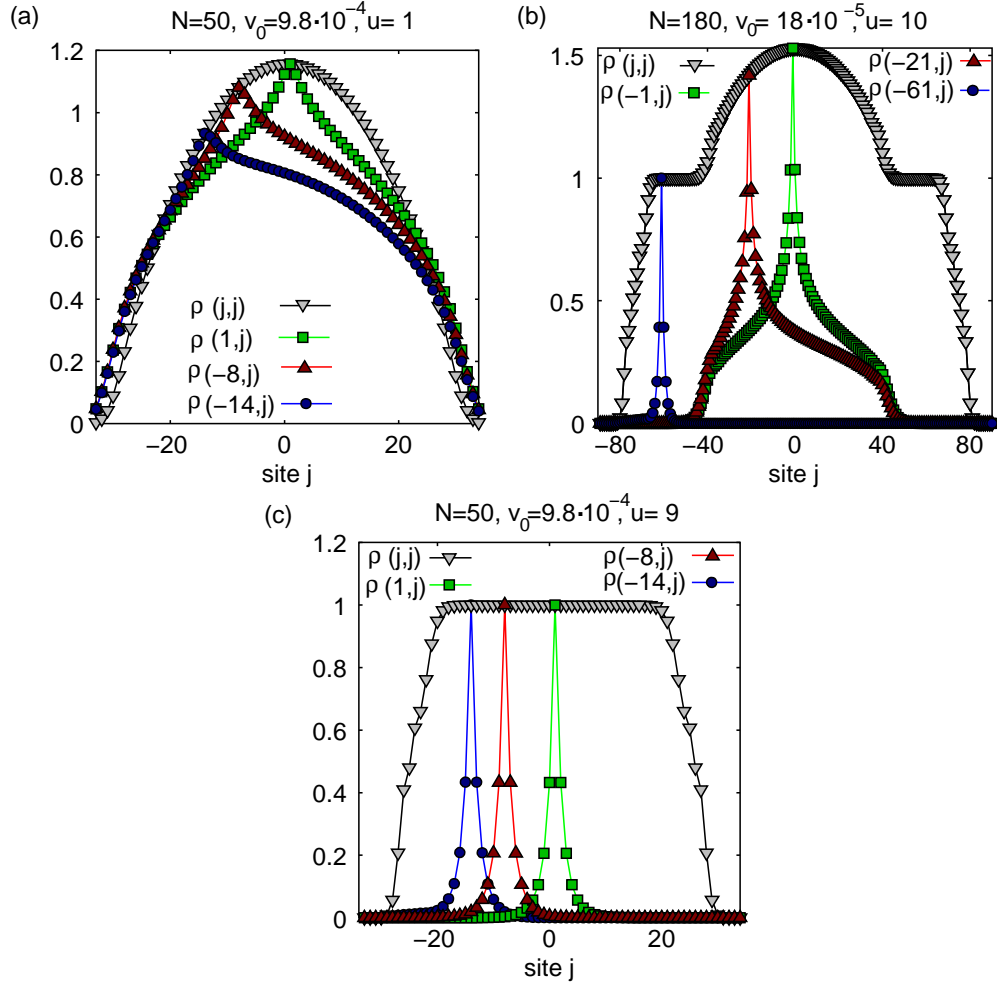 (a)
N=50, v₀=9.8·10⁻⁴, u= 1
1.2
1
0.8
0.6
0.4
0.2
0
ρ (j,j)
ρ (1,j)
ρ (−8,j)
ρ (−14,j)
−20 0 20
site j
(b)
N=180, v₀= 18·10⁻⁵, u= 10
1.5
1
0.5
0
ρ (j,j)
ρ (−1,j)
ρ(−21,j)
ρ(−61,j)
−80 −40 0 40 80
site j
(c)
N=50, v₀=9.8·10⁻⁴, u= 9
1.2
1
0.8
0.6
0.4
0.2
0
ρ (j,j)
ρ (1,j)
ρ(−8,j)
ρ(−14,j)
−20 0 20
site j